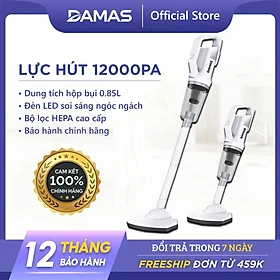 DAMAS | Official Store
LỰC HÚT 12000PA
• Dung tích hộp bụi 0.85L
• Đèn LED soi sáng ngóc ngách
• Bộ lọc HEPA cao cấp
• Bảo hành chính hãng
CAM KẾT
100%
CHÍNH HÃNG
12 THÁNG
BẢO HÀNH
ĐỔI TRẢ TRONG 7 NGÀY
FREESHIP ĐƠN TỪ 459K